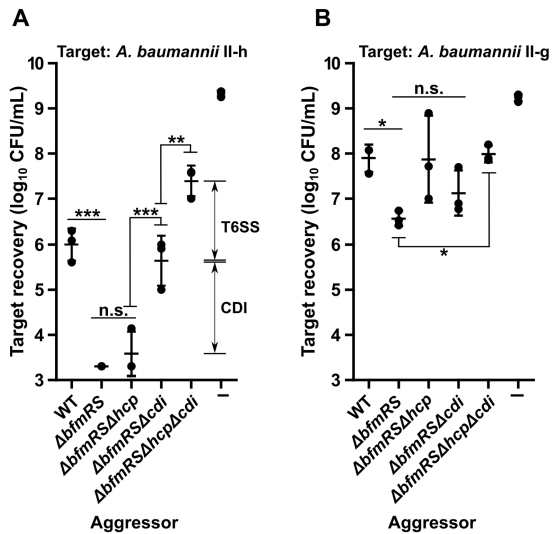 A
Target: A. baumannii II-h
Target recovery (log10 CFU/mL)
10
9
8
7
6
5
4
3
***
n.s.
***
**
T6SS
CDI
WT
ΔbfmRS
ΔbfmRSΔhcp
ΔbfmRSΔcdi
ΔbfmRSΔhcpΔcdi
–
Aggressor
B
Target: A. baumannii II-g
Target recovery (log10 CFU/mL)
10
9
8
7
6
5
4
3
*
n.s.
*
WT
ΔbfmRS
ΔbfmRSΔhcp
ΔbfmRSΔcdi
ΔbfmRSΔhcpΔcdi
–
Aggressor